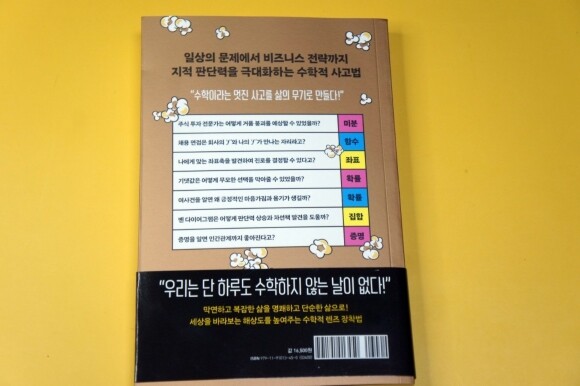 일상의 문제에서 비즈니스 전략까지
지적 판단력을 극대화하는 수학적 사고법
"수학이라는 멋진 사고를 삶의 무기로 만들다!"
주식 투자 전문가는 어떻게 거품 붕괴를 예상할 수 있었을까? 미분
채용 면접은 회사의 'y'와 나의 'y'가 만나는 자리라고? 함수
나에게 맞는 좌표축을 발견하여 진로를 결정할 수 있다고? 좌표
기댓값은 어떻게 무모한 선택을 막아줄 수 있었을까? 확률
여사건을 알면 왜 긍정적인 마음가짐과 용기가 생길까? 확률
벤 다이어그램은 어떻게 판단력 상승과 차선책 발견을 도울까? 집합
증명을 알면 인간관계까지 좋아진다고? 증명
"우리는 단 하루도 수학하지 않는 날이 없다!"
막연하고 복잡한 삶을 명쾌하고 단순한 삶으로!
세상을 바라보는 해상도를 높여주는 수학적 렌즈 장착법
값 16,800원
ISBN